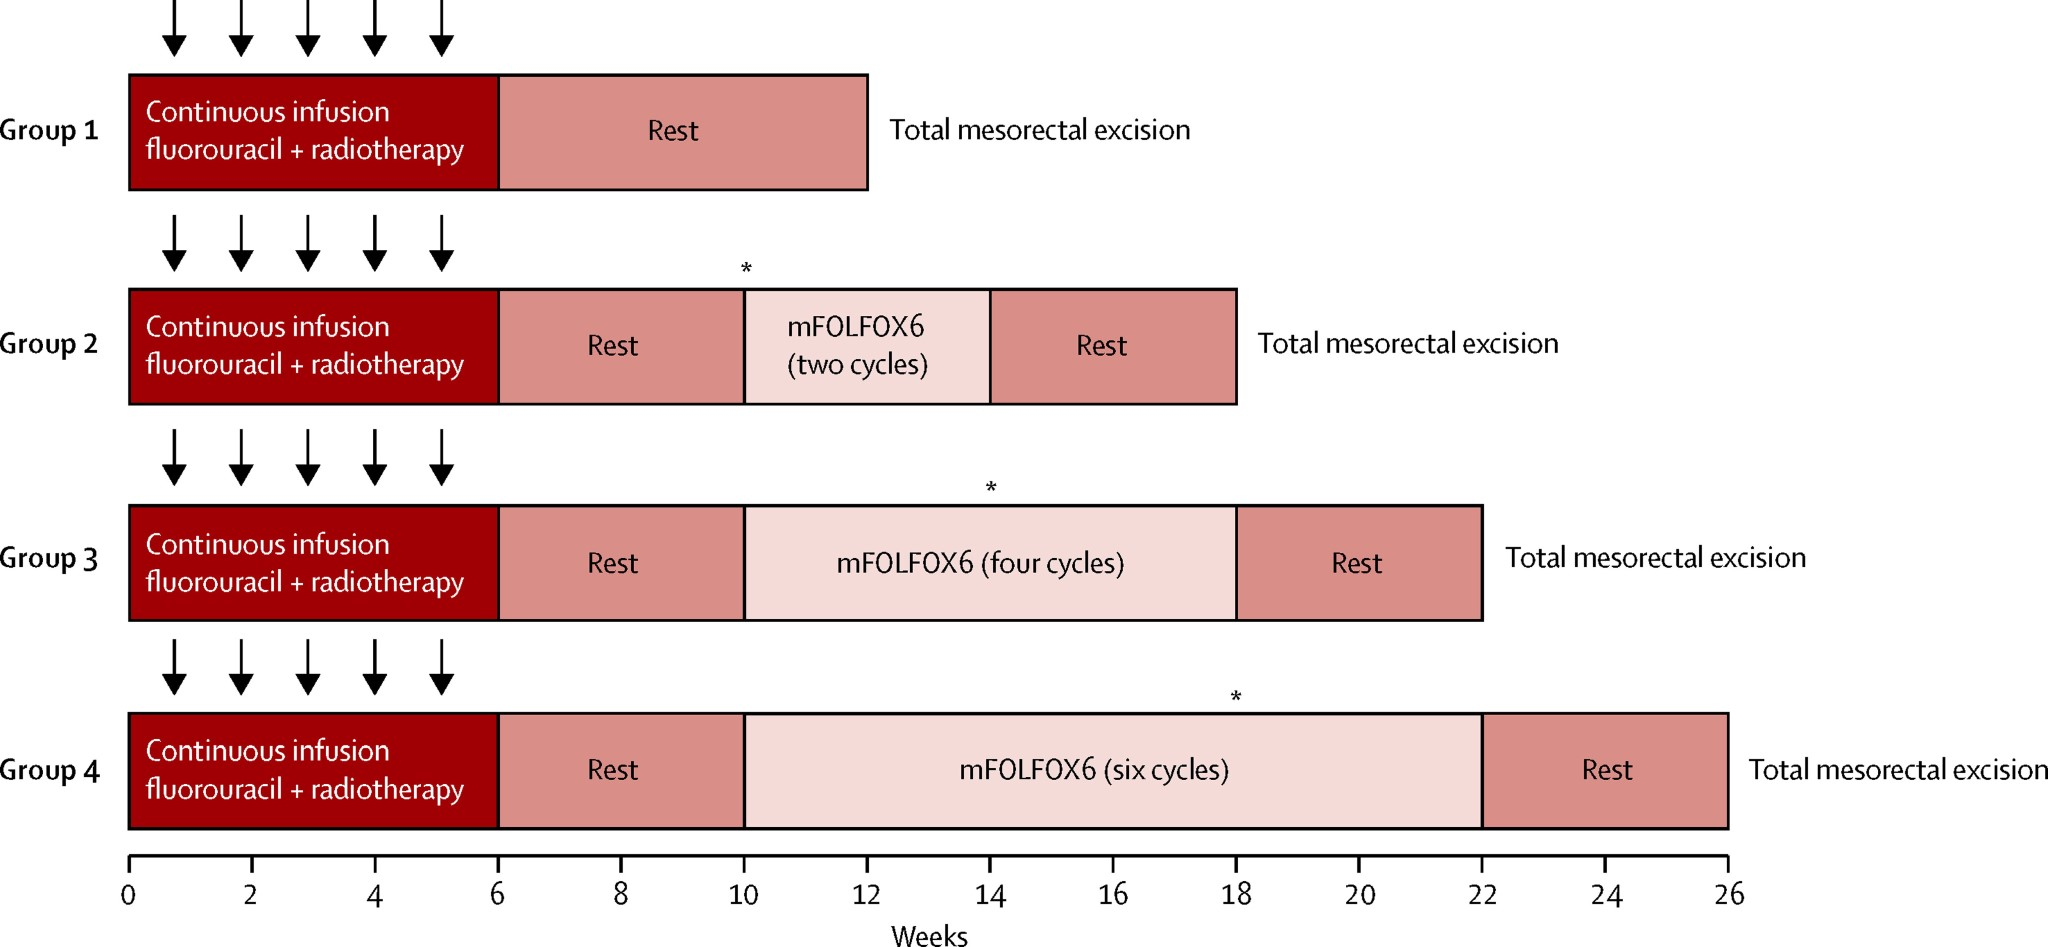 Group 1
Continuous infusion
fluorouracil + radiotherapy
Rest
Total mesorectal excision
*
Group 2
Continuous infusion
fluorouracil + radiotherapy
Rest
mFOLFOX6
(two cycles)
Rest
Total mesorectal excision
*
Group 3
Continuous infusion
fluorouracil + radiotherapy
Rest
mFOLFOX6 (four cycles)
Rest
Total mesorectal excision
*
Group 4
Continuous infusion
fluorouracil + radiotherapy
Rest
mFOLFOX6 (six cycles)
Rest
Total mesorectal excision
0 2 4 6 8 10 12 14 16 18 20 22 24 26
Weeks